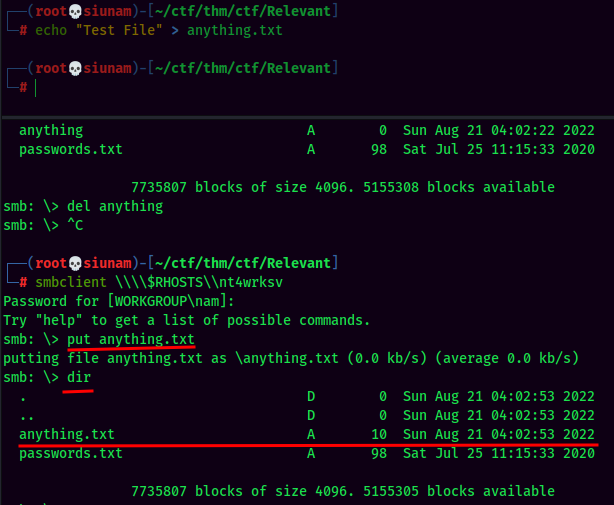 ┌──(root💀siunam)-[~/ctf/thm/ctf/Relevant]
└─# echo "Test File" > anything.txt
┌──(root💀siunam)-[~/ctf/thm/ctf/Relevant]
└─#
anything A 0 Sun Aug 21 04:02:22 2022
passwords.txt A 98 Sat Jul 25 11:15:33 2020
7735807 blocks of size 4096. 5155308 blocks available
smb: \> del anything
smb: \> ^C
┌──(root💀siunam)-[~/ctf/thm/ctf/Relevant]
└─# smbclient \\\\$RHOSTS\\nt4wrksv
Password for [WORKGROUP\nam]:
Try "help" to get a list of possible commands.
smb: \> put anything.txt
putting file anything.txt as \anything.txt (0.0 kb/s) (average 0.0 kb/s)
smb: \> dir
. D 0 Sun Aug 21 04:02:53 2022
.. D 0 Sun Aug 21 04:02:53 2022
anything.txt A 10 Sun Aug 21 04:02:53 2022
passwords.txt A 98 Sat Jul 25 11:15:33 2020
7735807 blocks of size 4096. 5155305 blocks available